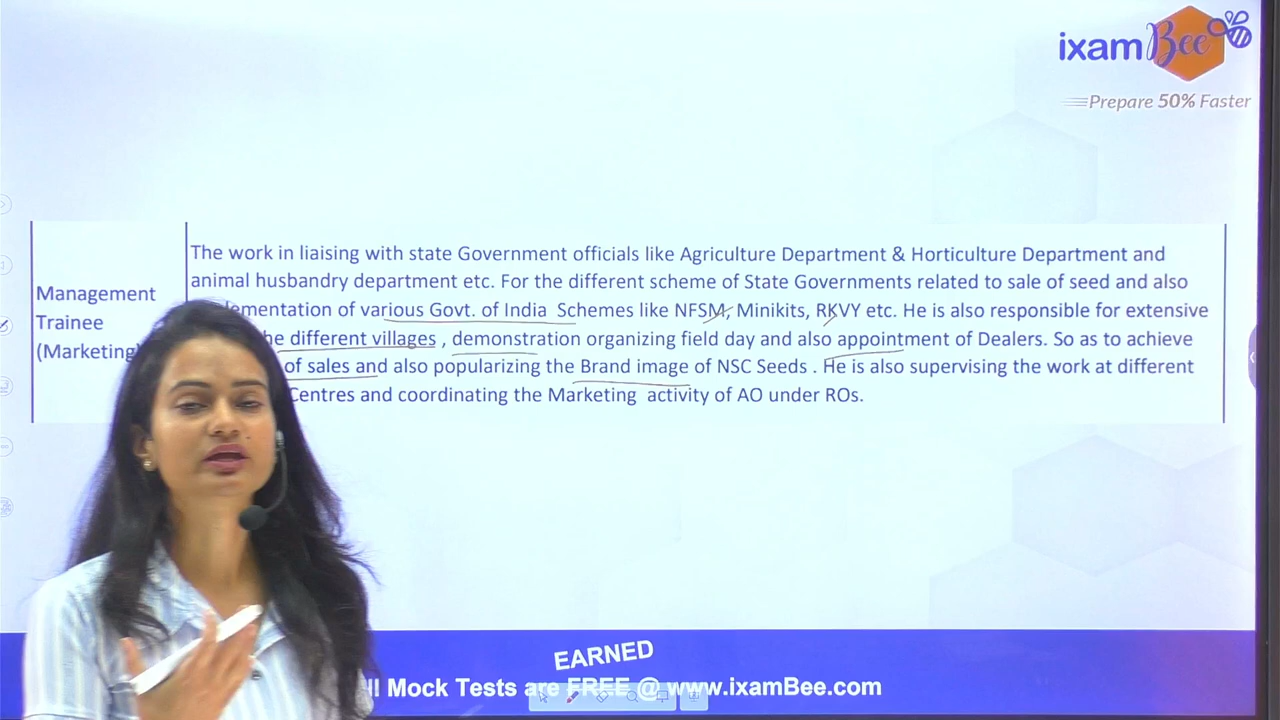 ixamBee
Prepare 50% Faster
The work in liaising with state Government officials like Agriculture Department & Horticulture Department and
animal husbandry department etc. For the different scheme of State Governments related to sale of seed and also
Management
Trainee
(Marketing)
of various Govt. of India Schemes like NFSM, Minikits, RKVY etc. He is also responsible for extensive
different villages , demonstration organizing field day and also appointment of Dealers. So as to achieve
of sales and also popularizing the Brand image of NSC Seeds . He is also supervising the work at different
Centres and coordinating the Marketing activity of AO under ROs.
EARNED
Mock Tests are FREE @ www.ixamBee.com